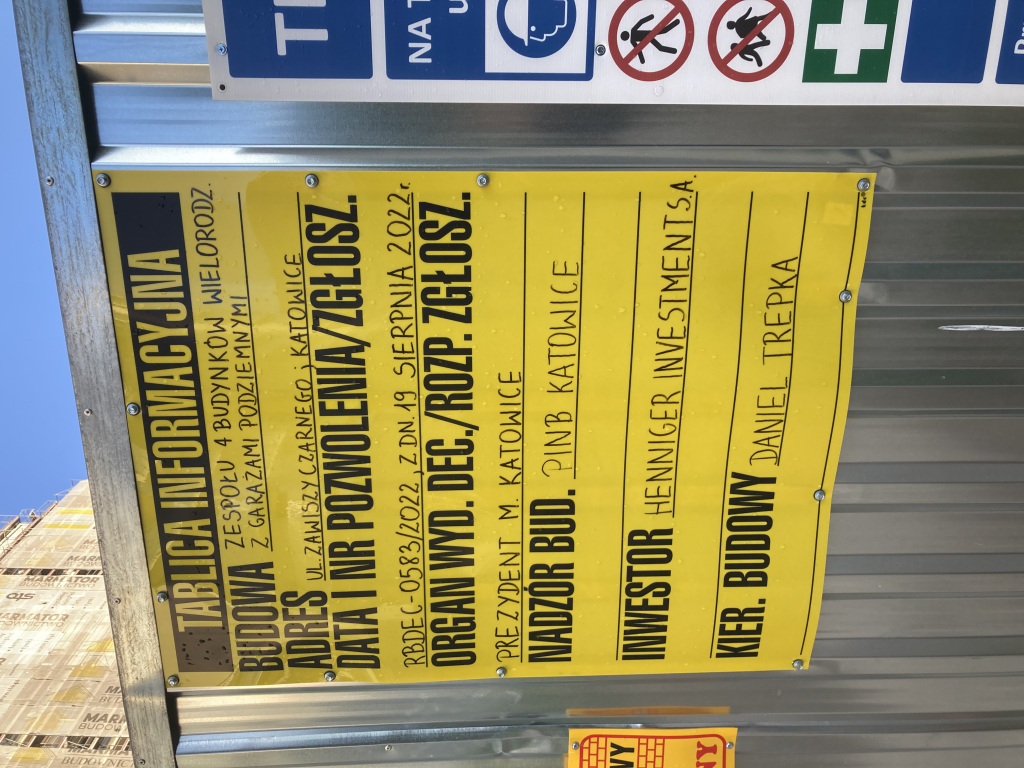 TABLICA INFORMACYJNA
BUDOWA ZESPOŁU 4 BUDYNKÓW WIELORODZ.
Z GARAŻAMI PODZIEMNYMI
ADRES UL. ZAWISZY CZARNEGO, KATOWICE
DATA I NR POZWOLENIA/ZGŁOSZ.
RBDEC-0583/2022, Z DN. 19 SIERPNIA 2022r.
ORGAN WYD. DEC./ROZP. ZGŁOSZ.
PREZYDENT M. KATOWICE
NADZÓR BUD. PINB KATOWICE
INWESTOR HENNIGER INVESTMENT S.A.
KIER. BUDOWY DANIEL TREPKA
NA T
MARMATOR